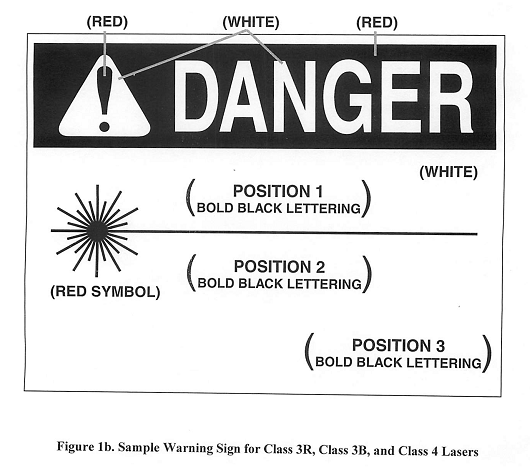 (RED) (WHITE) (RED)
! DANGER
(WHITE)
(POSITION 1
BOLD BLACK LETTERING)
(POSITION 2
BOLD BLACK LETTERING)
(RED SYMBOL)
(POSITION 3
BOLD BLACK LETTERING)
Figure 1b. Sample Warning Sign for Class 3R, Class 3B, and Class 4 Lasers